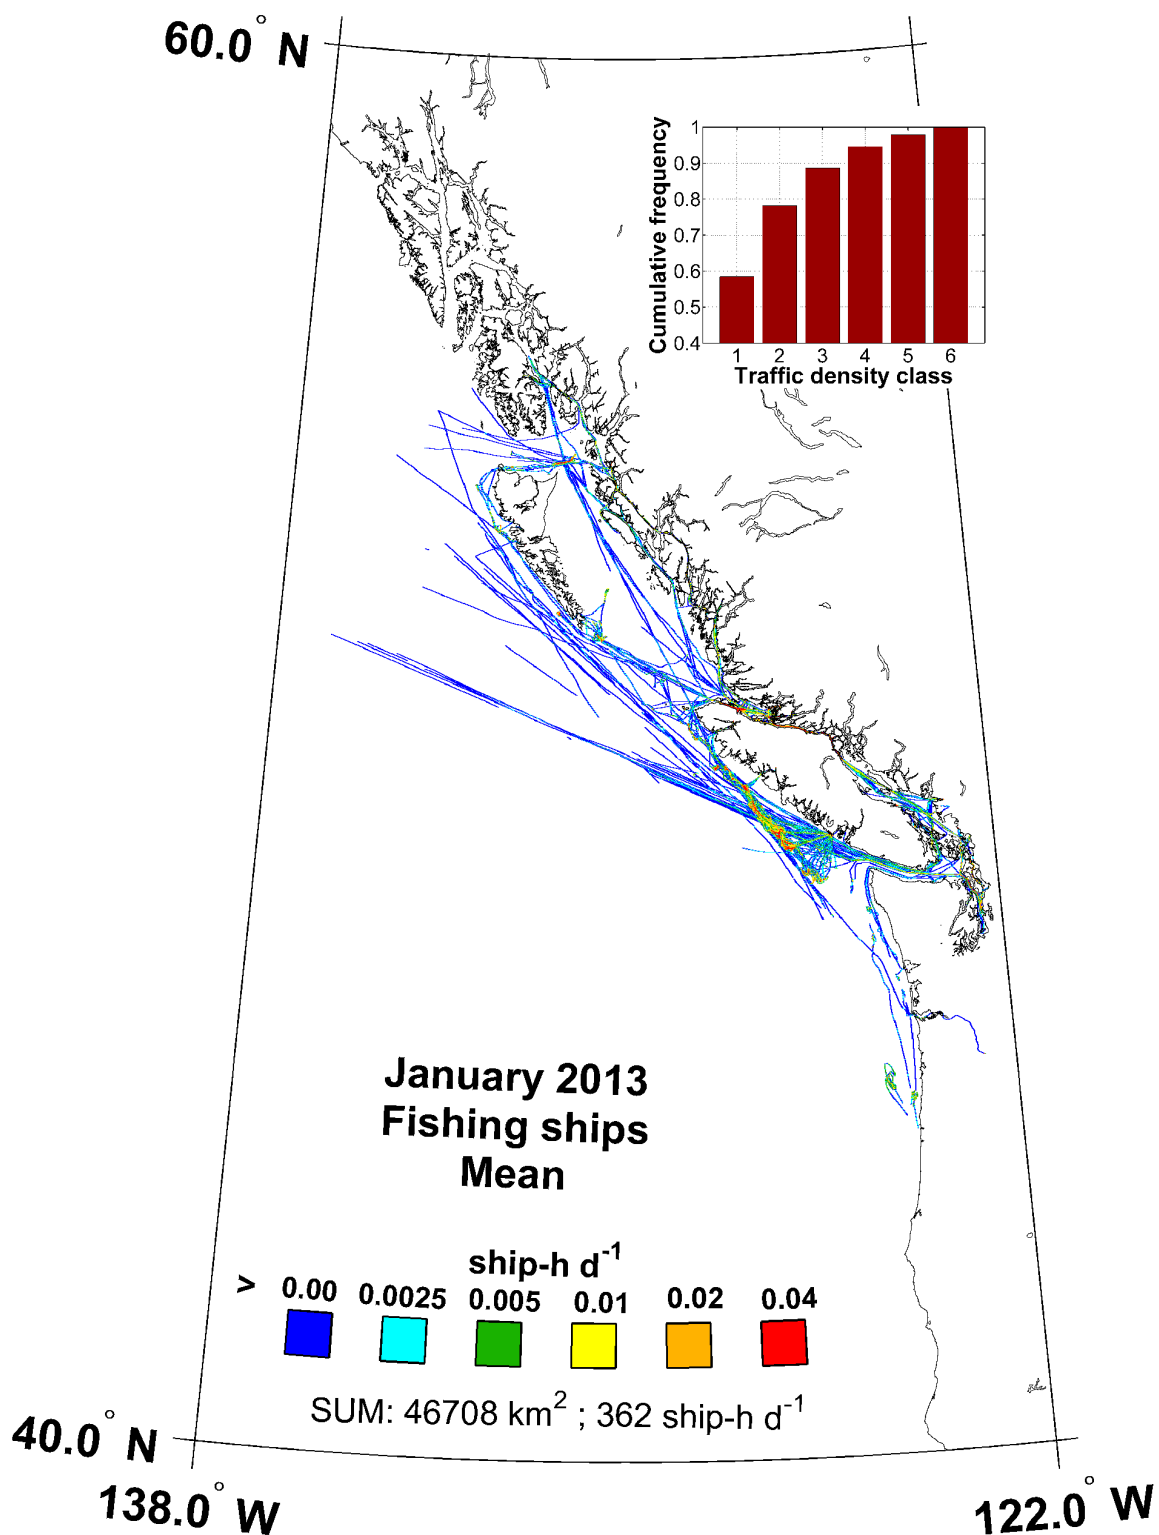 60.0° N
Cumulative frequency
1
0.9
0.8
0.7
0.6
0.5
0.4
1 2 3 4 5 6
Traffic density class
January 2013
Fishing ships
Mean
ship-h d⁻¹
> 0.00 0.0025 0.005 0.01 0.02 0.04
SUM: 46708 km² ; 362 ship-h d⁻¹
40.0° N
138.0° W
122.0° W